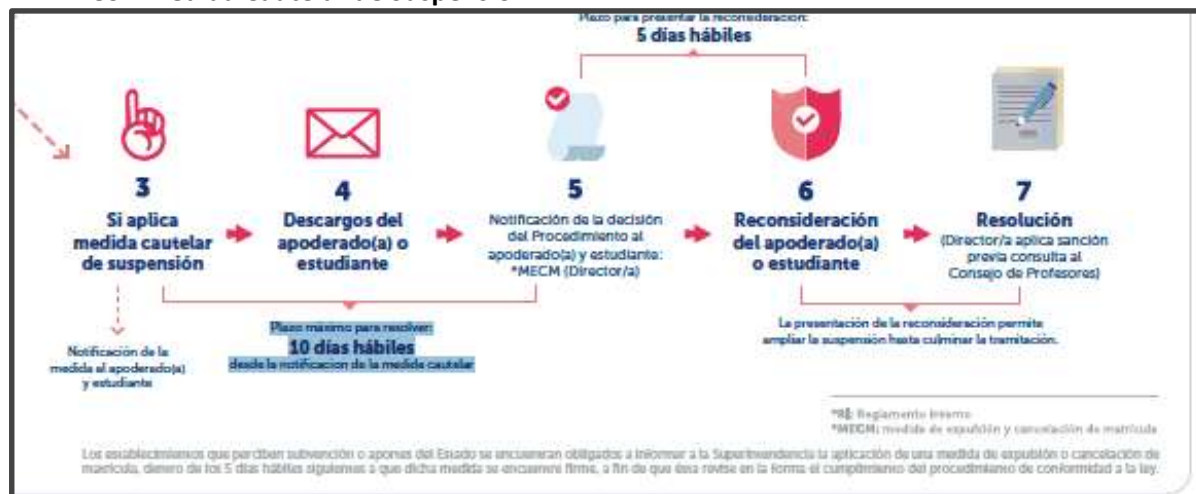 Plazo para presentar la reconsideración:
5 días hábiles
3
Si aplica
medida cautelar
de suspensión
4
Descargos del
apoderado(a) o
estudiante
5
Notificación de la decisión
del Procedimiento al
apoderado(a) y estudiante:
*MECM (Director/a)
6
Reconsideración
del apoderado(a)
o estudiante
7
Resolución
(Director/a aplica sanción
previa consulta al
Consejo de Profesores)
Notificación de la
medida al apoderado(a)
y estudiante
Plazo máximo para resolver:
10 días hábiles
desde la notificacion de la medida cautelar
La presentación de la reconsideración permite
ampliar la suspensión hasta culminar la tramitación.
*RI: Reglamento Interno
*MECM: medida de expulsión y cancelación de matrícula
Los establecimientos que perciben subvención o aportes del Estado se encuentran obligados a informar a la Superintendencia la aplicación de una medida de expulsión o cancelación de
matrícula, dentro de los 5 días hábiles siguientes a que dicha medida se encuentre firme, a fin de que ésta revise en la forma el cumplimiento del procedimiento de conformidad a la ley.